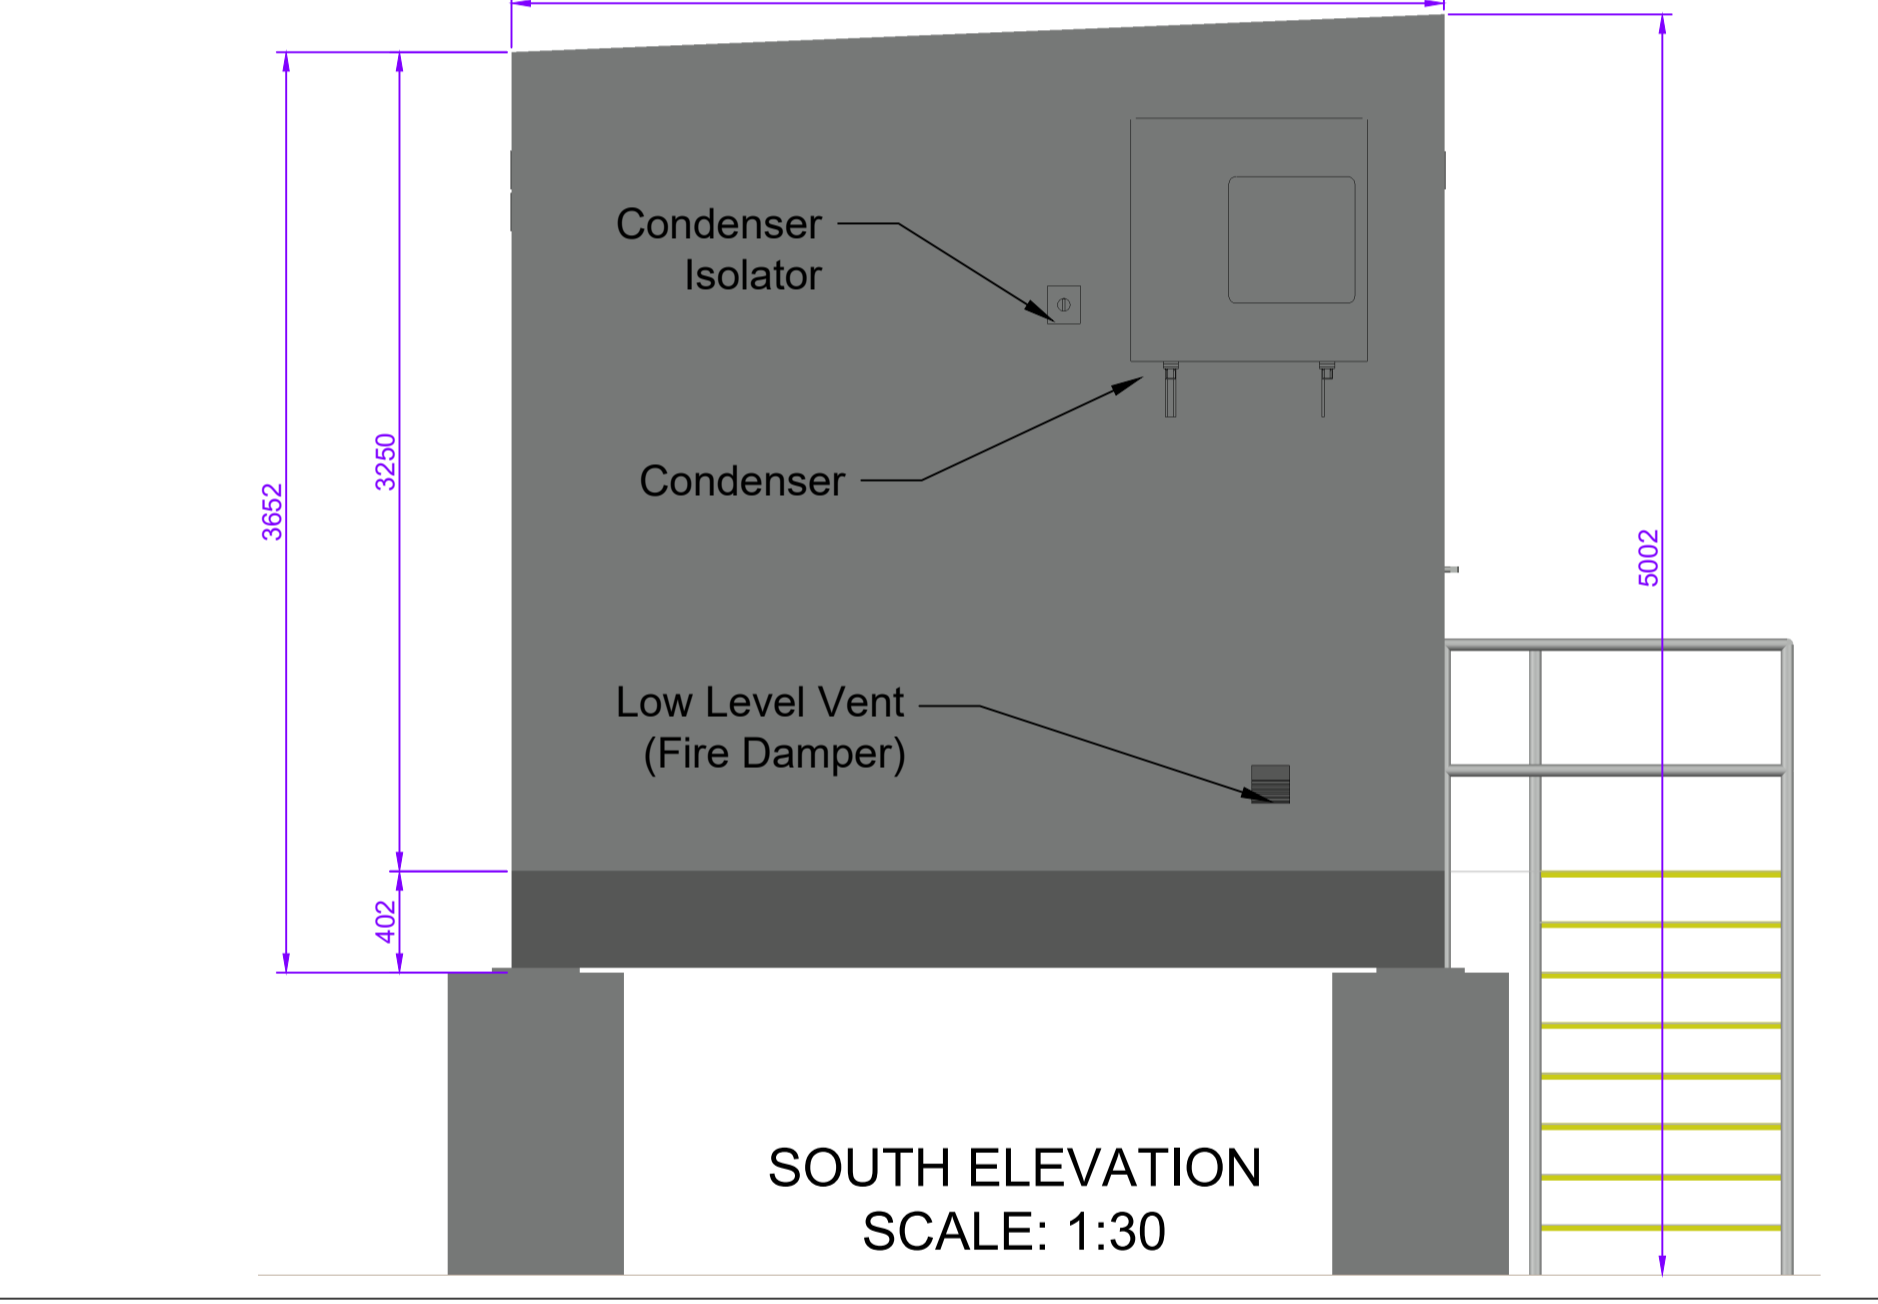 Condenser
Isolator
3250
3652
Condenser
5002
Low Level Vent
(Fire Damper)
402
SOUTH ELEVATION
SCALE: 1:30